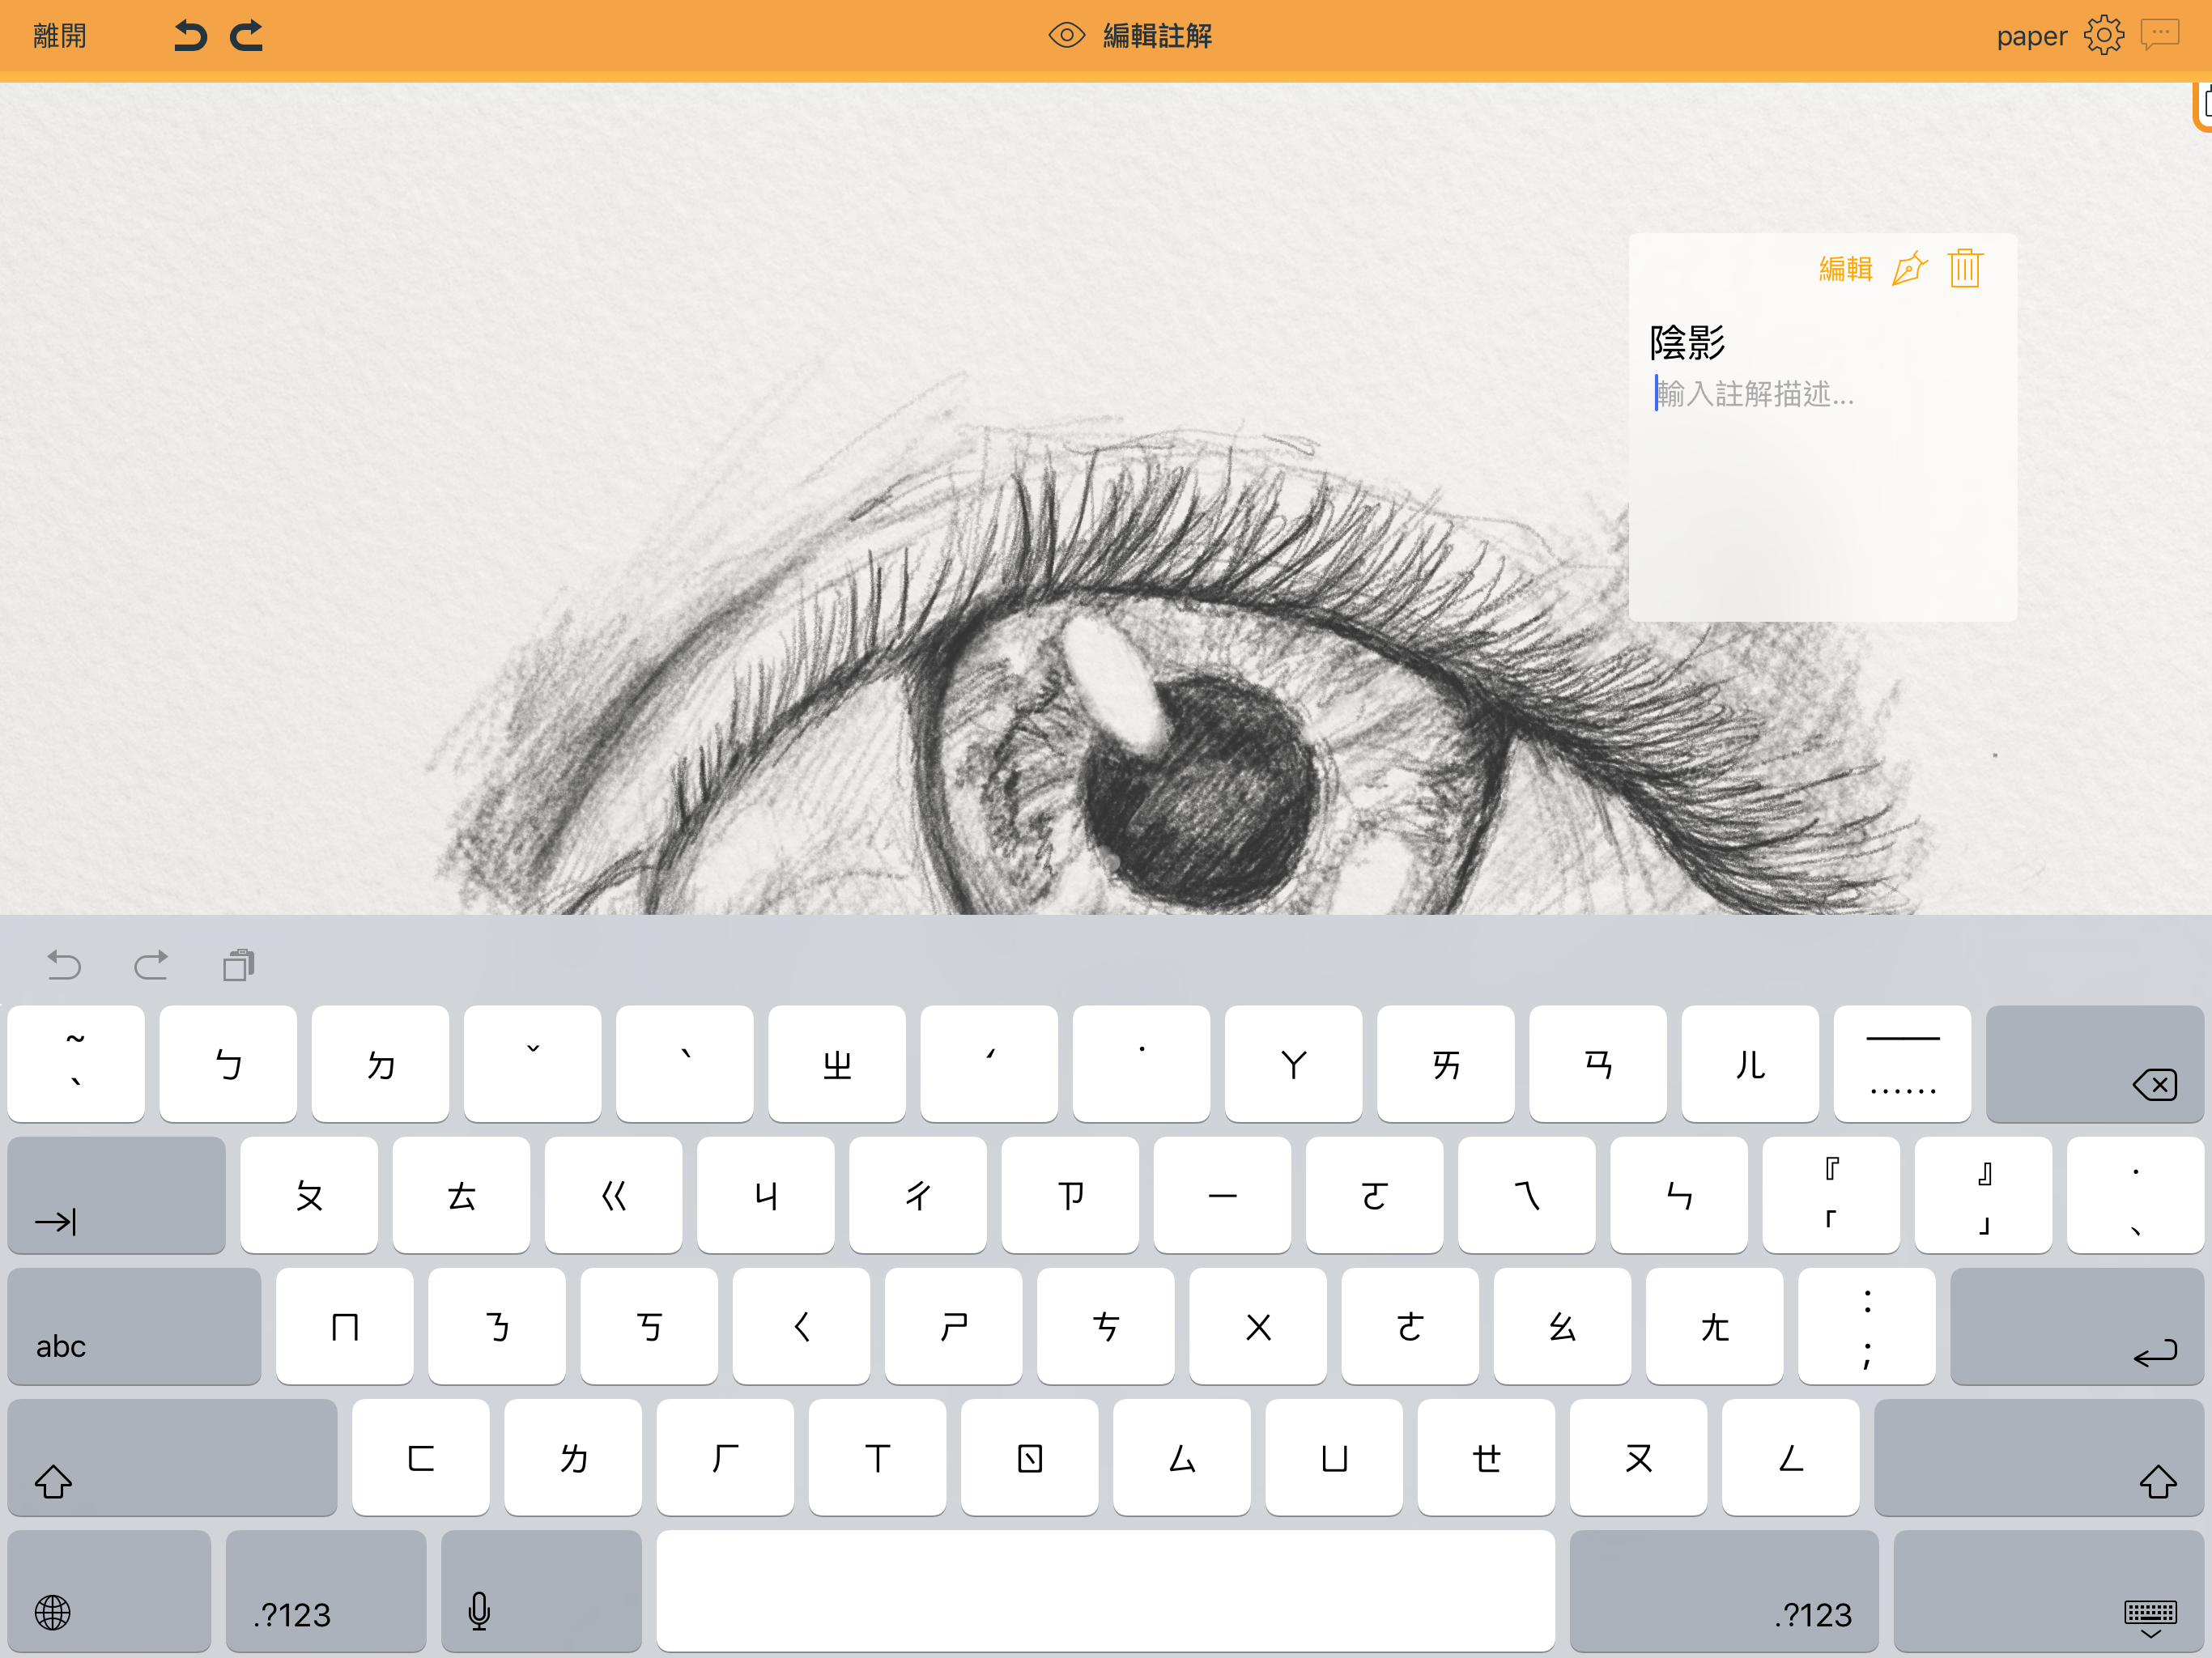 離開
編輯註解
paper
編輯
陰影
輸入註解描述...
~ 、 ㄅ ㄉ ˇ ˋ ㄓ ˊ ˙ ㄚ ㄞ ㄢ ㄦ — ……
ㄆ ㄊ ㄍ ㄐ ㄔ ㄗ ㄧ ㄛ ㄟ ㄣ 『 「 』 」 · 、
abc ㄇ ㄋ ㄎ ㄑ ㄕ ㄘ ㄨ ㄜ ㄠ ㄤ : ;
ㄈ ㄌ ㄏ ㄒ ㄖ ㄙ ㄩ ㄝ ㄡ ㄥ
.?123 .?123